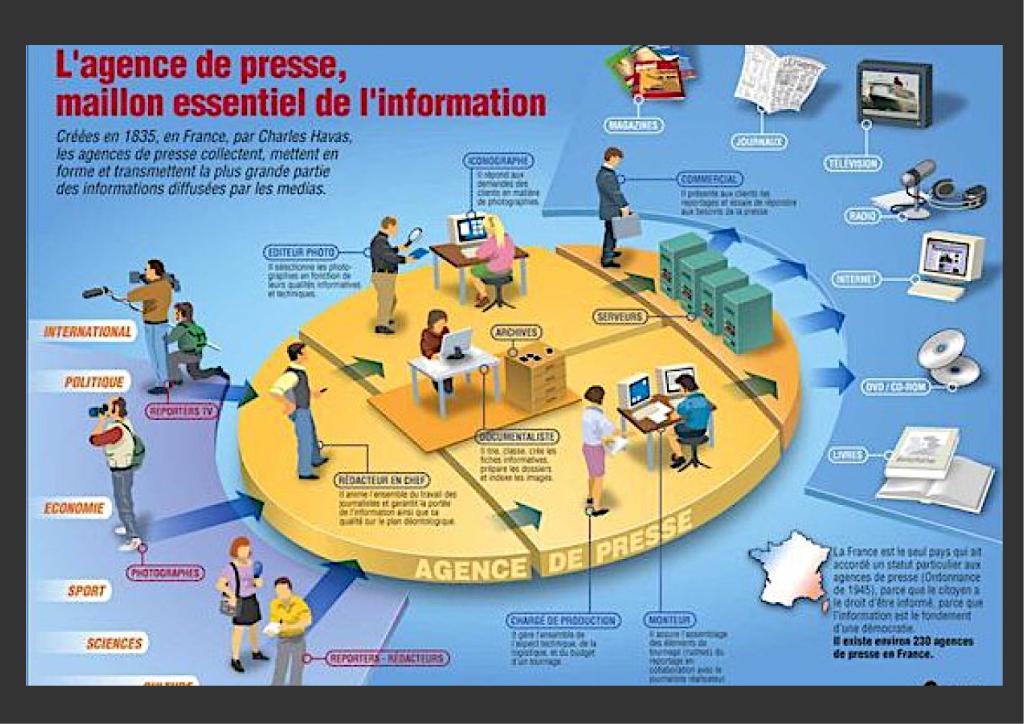 L'agence de presse,
maillon essentiel de l'information
Créées en 1835, en France, par Charles Havas,
les agences de presse collectent, mettent en
forme et transmettent la plus grande partie
des informations diffusées par les medias.
MAGAZINES
JOURNAUX
TÉLÉVISION
RADIO
INTERNET
DVD / CD-ROM
LIVRES
ICONOGRAPHE
Il répond aux
demandes des
clients en matière
de photographies.
COMMERCIAL
Il présente aux clients les
reportages et essaie de répondre
aux besoins de la presse
EDITEUR PHOTO
Il sélectionne les photo-
graphies en fonction de
leurs qualités informatives
et techniques.
SERVEURS
ARCHIVES
INTERNATIONAL
POLITIQUE
REPORTERS TV
DOCUMENTALISTE
Il trie, classe, crée les
fiches informatives,
prépare les dossiers
et indexe les images.
RÉDACTEUR EN CHEF
Il anime l'ensemble du travail des
journalistes et garantit la portée
de l'information ainsi que sa
qualité sur le plan déontologique.
ECONOMIE
PHOTOGRAPHES
SPORT
SCIENCES
CULTURE
REPORTERS - RÉDACTEURS
AGENCE DE PRESSE
CHARGÉ DE PRODUCTION
Il gère l'ensemble de
l'aspect technique, de la
logistique, et du budget
d'un tournage.
MONTEUR
Il assure l'assemblage
des éléments de
tournage (rushes) du
reportage en
collaboration avec le
journaliste réalisateur
La France est le seul pays qui ait
accordé un statut particulier aux
agences de presse (Ordonnance
de 1945), parce que le citoyen a
le droit d'être informé, parce que
l'information est le fondement
d'une démocratie.
Il existe environ 230 agences
de presse en France.